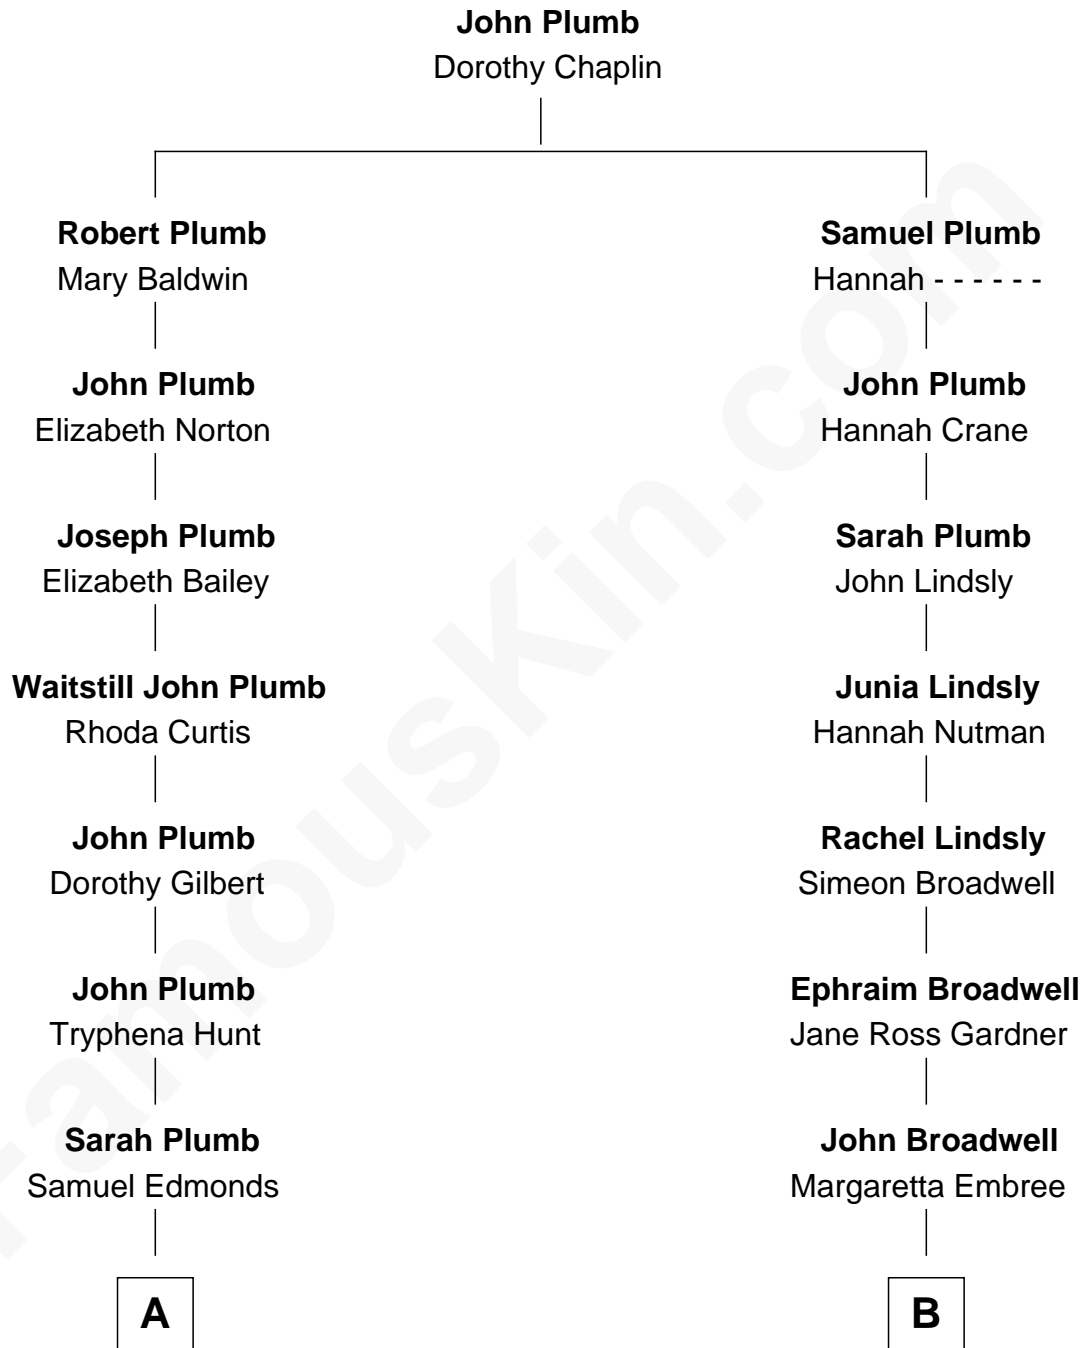 John Plumb
Dorothy Chaplin
Robert Plumb
Mary Baldwin
Samuel Plumb
Hannah - - - - - -
John Plumb
Elizabeth Norton
John Plumb
Hannah Crane
Joseph Plumb
Elizabeth Bailey
Sarah Plumb
John Lindsly
Waitstill John Plumb
Rhoda Curtis
Junia Lindsly
Hannah Nutman
John Plumb
Dorothy Gilbert
Rachel Lindsly
Simeon Broadwell
John Plumb
Tryphena Hunt
Ephraim Broadwell
Jane Ross Gardner
Sarah Plumb
Samuel Edmonds
John Broadwell
Margaretta Embree
A
B
FamousKin.com